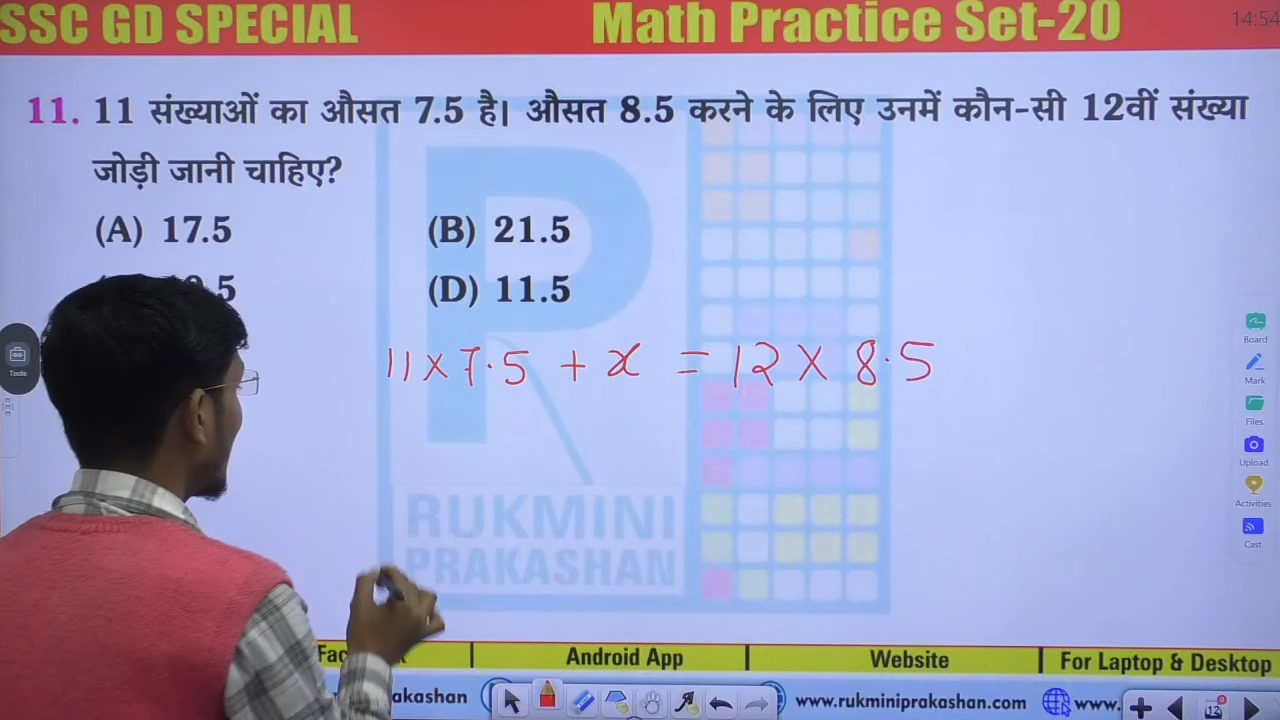 SSC GD SPECIAL
Math Practice Set-20
14:54
11. 11 संख्याओं का औसत 7.5 है। औसत 8.5 करने के लिए उनमें कौन-सी 12वीं संख्या
जोड़ी जानी चाहिए?
(A) 17.5 (B) 21.5
(D) 11.5
11 × 7.5 + x = 12 × 8.5
RUKMINI
PRAKASHAN
Tools
Board
Mark
Files
Upload
Activities
Cast
Android App
Website
For Laptop & Desktop
www.rukminiprakashan.com
www.
12